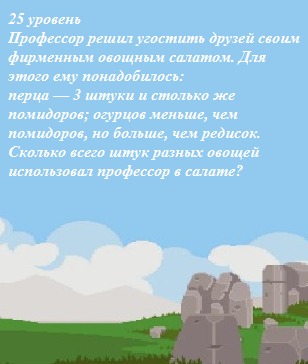 25 уровень
Профессор решил угостить друзей своим
фирменным овощным салатом. Для
этого ему понадобилось:
перца — 3 штуки и столько же
помидоров; огурцов меньше, чем
помидоров, но больше, чем редисок.
Сколько всего штук разных овощей
использовал профессор в салате?